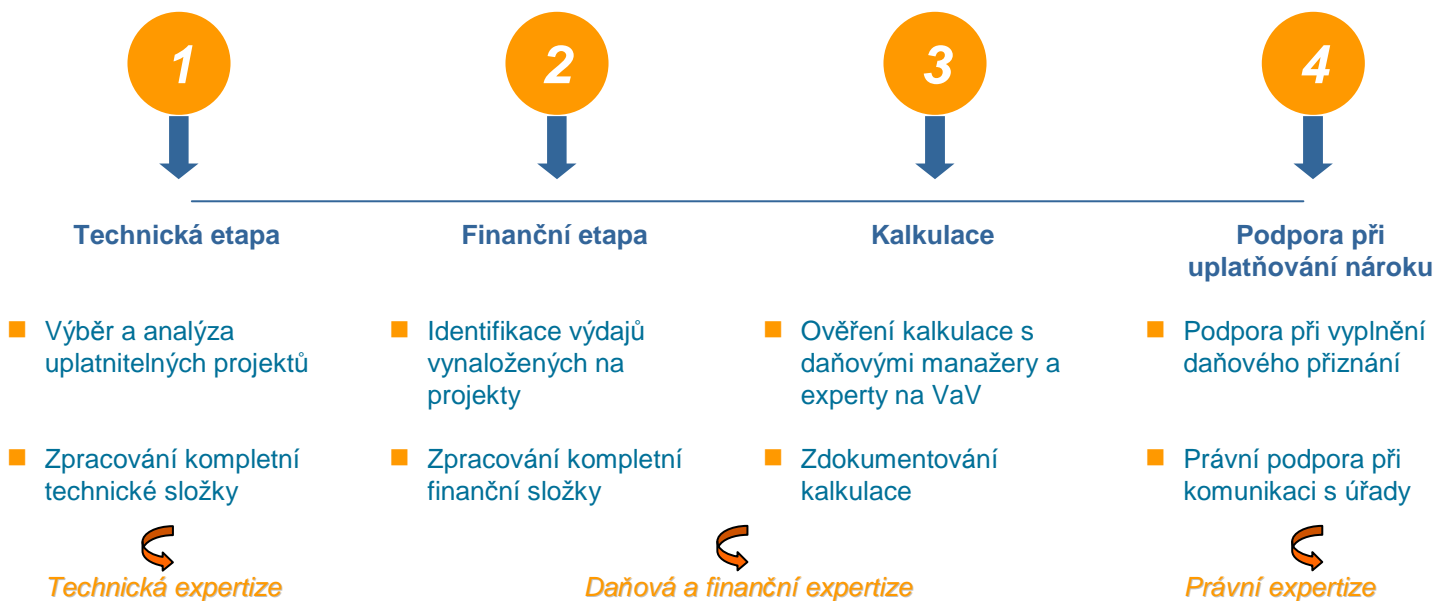 1
2
3
4
Technická etapa
Finanční etapa
Kalkulace
Podpora při
uplatňování nároku
Výběr a analýza
uplatnitelných projektů
Zpracování kompletní
technické složky
Identifikace výdajů
vynaložených na
projekty
Zpracování kompletní
finanční složky
Ověření kalkulace s
daňovými manažery a
experty na VaV
Zdokumentování
kalkulace
Podpora při vyplnění
daňového přiznání
Právní podpora při
komunikaci s úřady
Technická expertize
Daňová a finanční expertize
Právní expertize